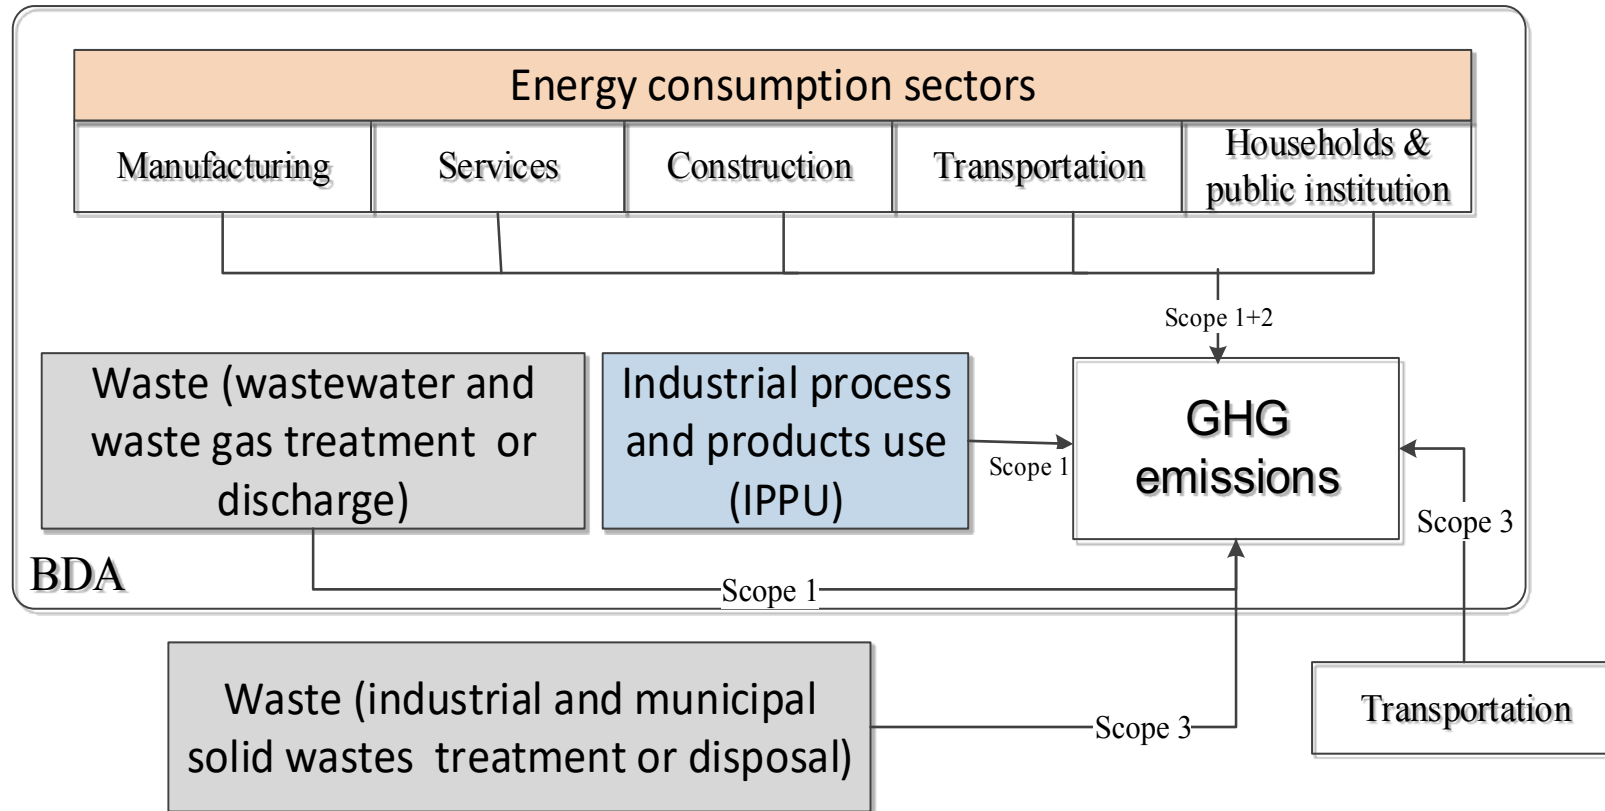 Energy consumption sectors
Manufacturing
Services
Construction
Transportation
Households &
public institution
Scope 1+2
Waste (wastewater and
waste gas treatment or
discharge)
Industrial process
and products use
(IPPU)
Scope 1
GHG
emissions
Scope 3
BDA
Scope 1
Waste (industrial and municipal
solid wastes treatment or disposal)
Scope 3
Transportation